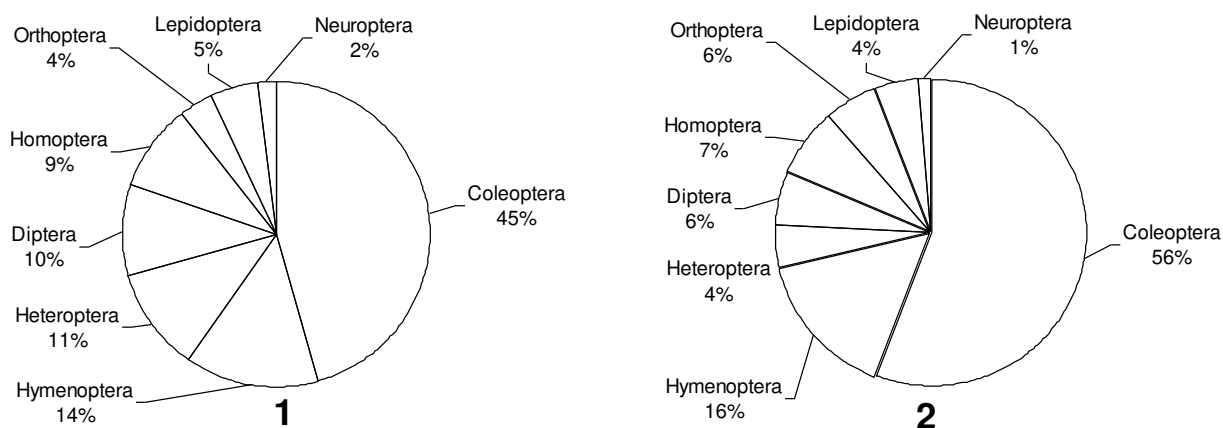 Lepidoptera
5%
Neuroptera
2%
Orthoptera
4%
Homoptera
9%
Coleoptera
45%
Diptera
10%
Heteroptera
11%
Hymenoptera
14%
1
Lepidoptera
4%
Neuroptera
1%
Orthoptera
6%
Homoptera
7%
Diptera
6%
Coleoptera
56%
Heteroptera
4%
Hymenoptera
16%
2